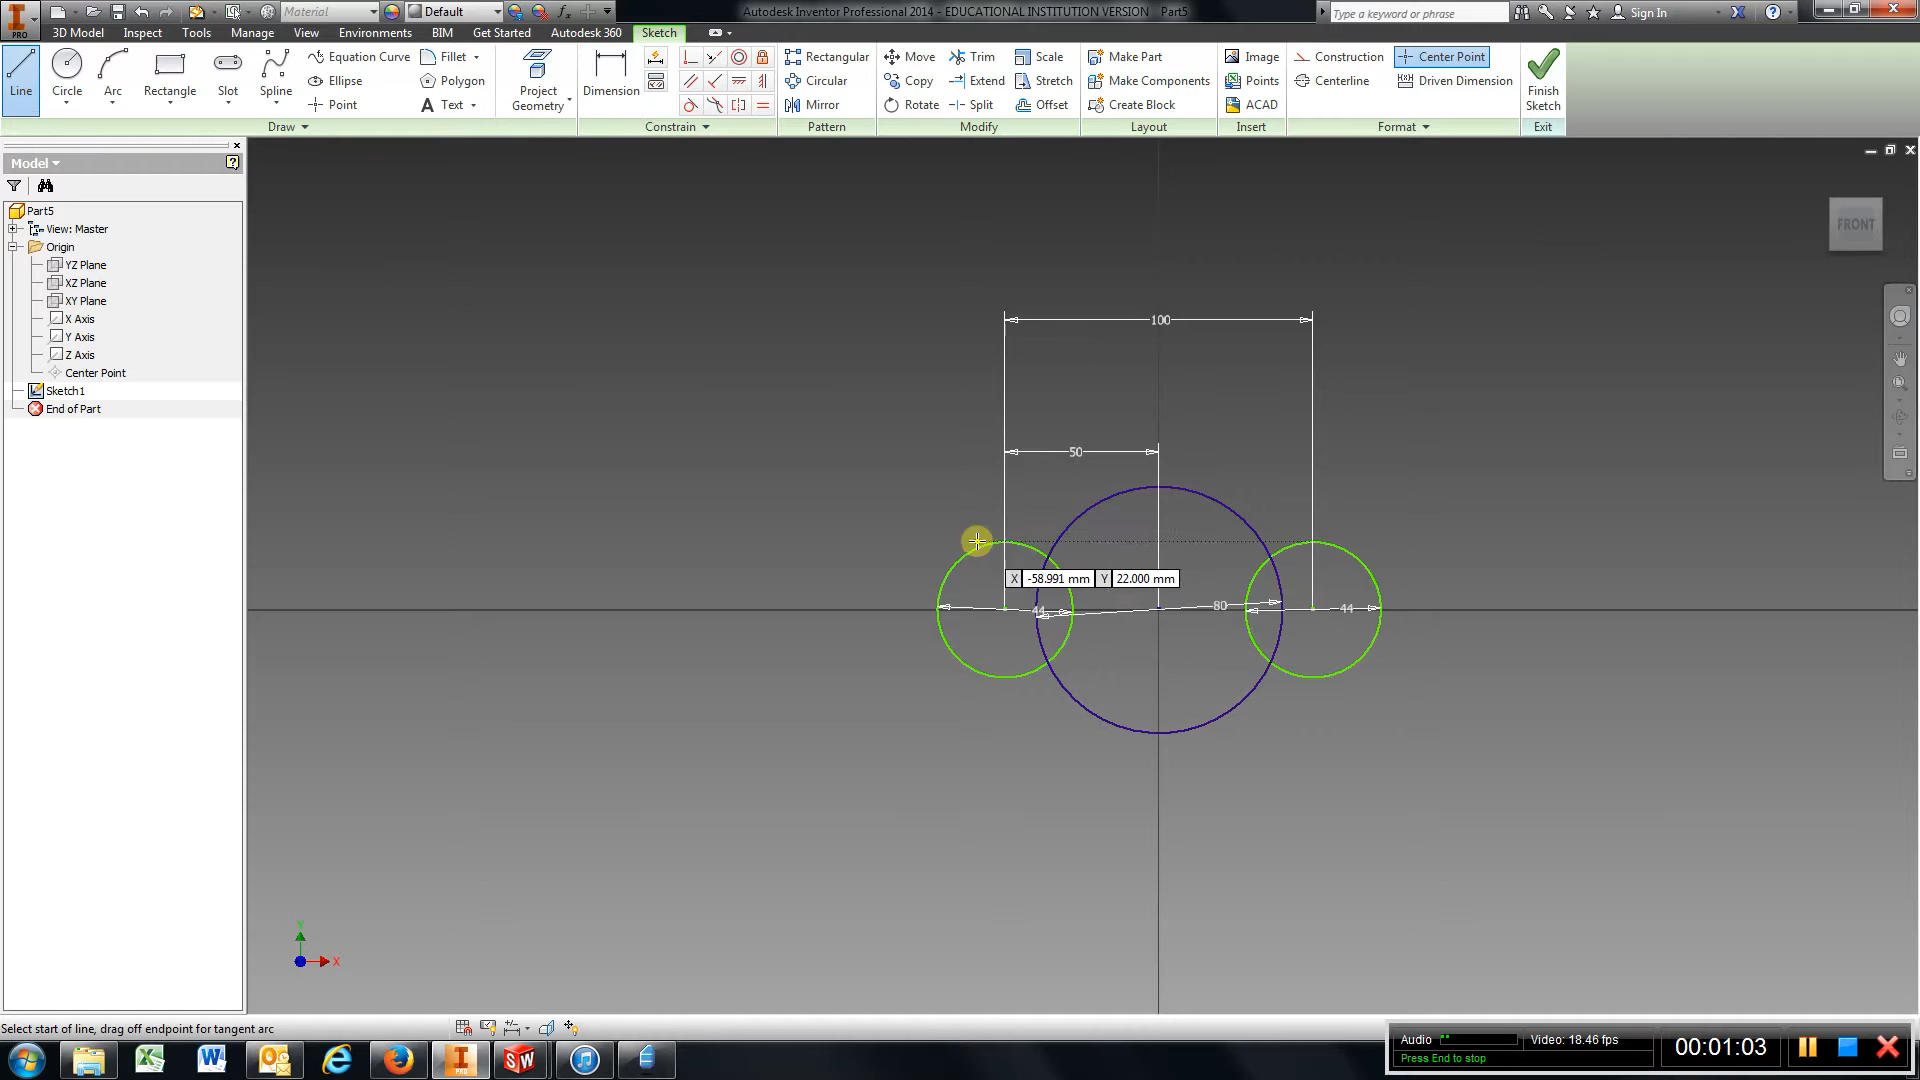 Material
Default
Autodesk Inventor Professional 2014 - EDUCATIONAL INSTITUTION VERSION Part5
Type a keyword or phrase
Sign In
PRO
3D Model Inspect Tools Manage View Environments BIM Get Started Autodesk 360 Sketch
Line
Circle
Arc
Rectangle
Slot
Spline
Equation Curve
Ellipse
Point
Fillet
Polygon
Text
Project
Geometry
Dimension
Rectangular
Circular
Mirror
Move
Copy
Rotate
Trim
Extend
Split
Scale
Stretch
Offset
Make Part
Make Components
Create Block
Image
Points
ACAD
Construction
Centerline
Center Point
Driven Dimension
Finish
Sketch
Draw Constrain Pattern Modify Layout Insert Format Exit
Model
Part5
View: Master
Origin
YZ Plane
XZ Plane
XY Plane
X Axis
Y Axis
Z Axis
Center Point
Sketch1
End of Part
FRONT
100
50
X -58.991 mm Y 22.000 mm
44 80 44
Y
X
Select start of line, drag off endpoint for tangent arc
Audio
Video: 18.46 fps
Press End to stop
00:01:03
PRO
SW